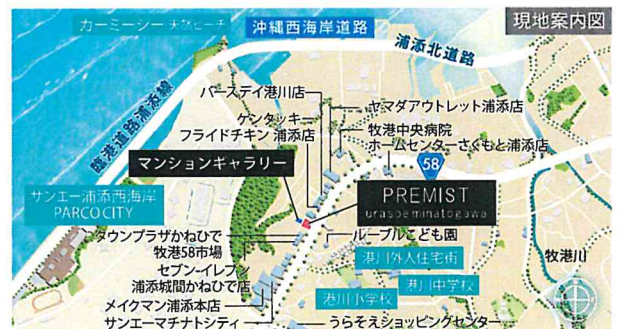 カーミージー 天然ビーチ
沖縄西海岸道路
現地案内図
浦添北道路
臨港道路浦添線
バースデイ港川店
ケンタッキー
フライドチキン 浦添店
ヤマダアウトレット浦添店
牧港中央病院
ホームセンターさくもと浦添店
マンションギャラリー
58
PREMIST
uraso​eminatogawa
サンエー浦添西海岸
PARCO CITY
タウンプラザかねひで
牧港58市場
ルーブルこども園
港川外人住宅街
牧港川
セブン-イレブン
浦添城間かねひで店
港川中学校
港川小学校
メイクマン浦添本店
サンエーマチナトシティ
うらそえショッピングセンター